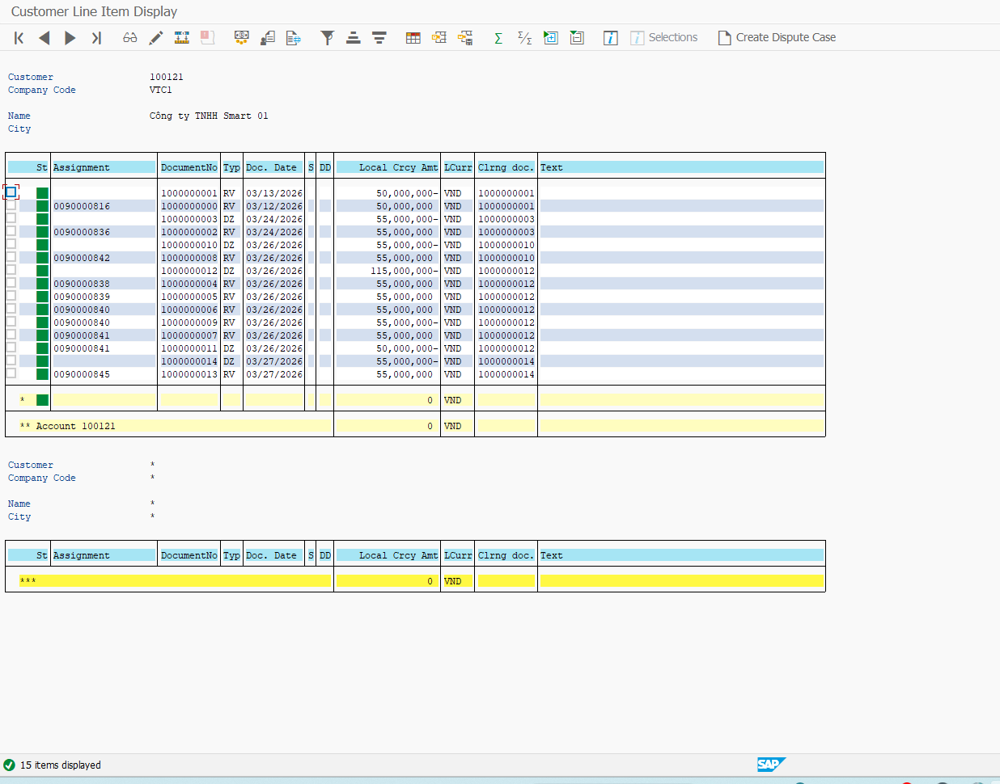 Customer Line Item Display
Selections Create Dispute Case
Customer 100121
Company Code VTC1
Name Công ty TNHH Smart 01
City
St Assignment DocumentNo Typ Doc. Date S DD Local Crcy Amt LCurr Clrng doc. Text
1000000001 RV 03/13/2026 50,000,000- VND 1000000001
0090000816 1000000000 RV 03/12/2026 50,000,000 VND 1000000001
1000000003 DZ 03/24/2026 55,000,000- VND 1000000003
0090000836 1000000002 RV 03/24/2026 55,000,000 VND 1000000003
1000000010 DZ 03/26/2026 55,000,000- VND 1000000010
0090000842 1000000008 RV 03/26/2026 55,000,000 VND 1000000010
1000000012 DZ 03/26/2026 115,000,000- VND 1000000012
0090000838 1000000004 RV 03/26/2026 55,000,000 VND 1000000012
0090000839 1000000005 RV 03/26/2026 55,000,000 VND 1000000012
0090000840 1000000006 RV 03/26/2026 55,000,000 VND 1000000012
0090000840 1000000009 RV 03/26/2026 55,000,000- VND 1000000012
0090000841 1000000007 RV 03/26/2026 55,000,000 VND 1000000012
0090000841 1000000011 DZ 03/26/2026 50,000,000- VND 1000000012
1000000014 DZ 03/27/2026 55,000,000- VND 1000000014
0090000845 1000000013 RV 03/27/2026 55,000,000 VND 1000000014
* 0 VND
** Account 100121 0 VND
Customer *
Company Code *
Name *
City *
St Assignment DocumentNo Typ Doc. Date S DD Local Crcy Amt LCurr Clrng doc. Text
*** 0 VND
15 items displayed SAP